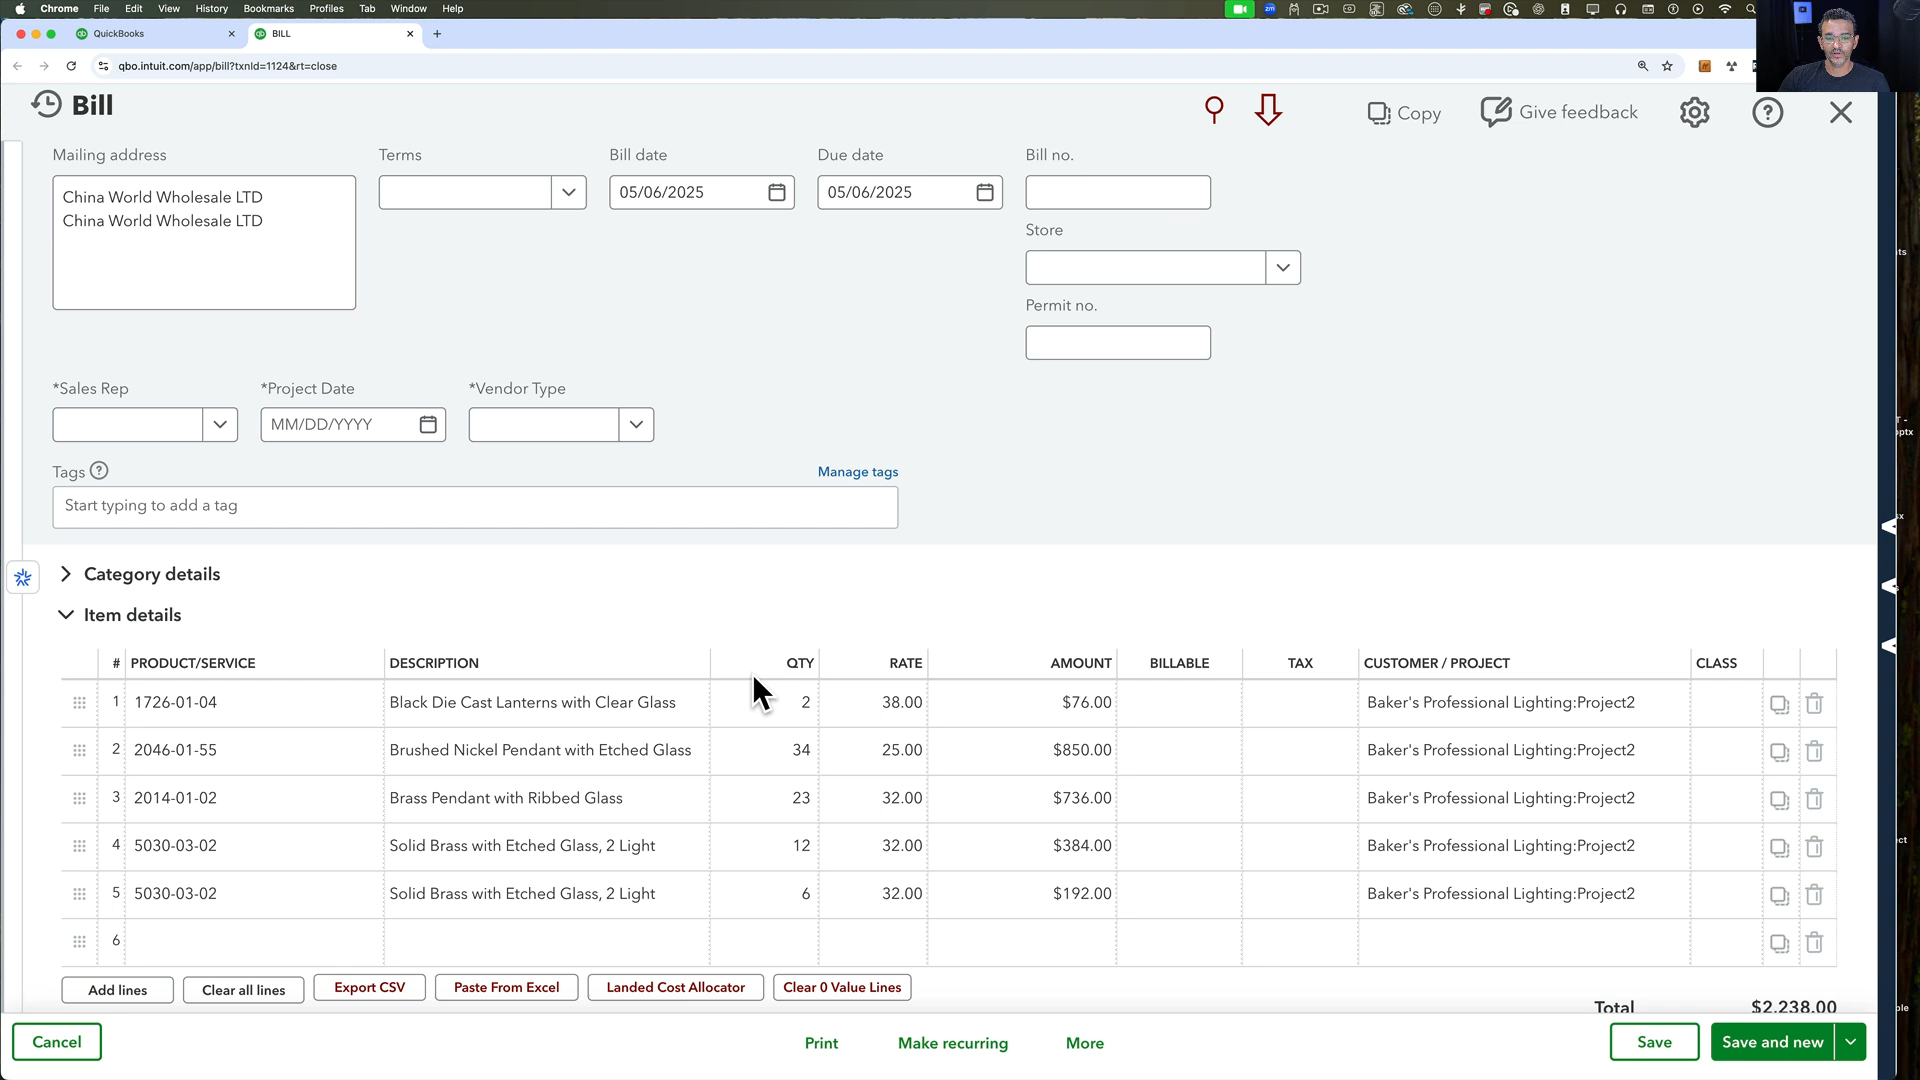 Chrome File Edit View History Bookmarks Profiles Tab Window Help
QuickBooks BILL
qbo.intuit.com/app/bill?txnId=1124&rt=close
Bill
Copy Give feedback
Mailing address Terms Bill date Due date Bill no.
China World Wholesale LTD 05/06/2025 05/06/2025
China World Wholesale LTD
Store
Permit no.
*Sales Rep *Project Date *Vendor Type
MM/DD/YYYY
Tags Manage tags
Start typing to add a tag
Category details
Item details
# PRODUCT/SERVICE DESCRIPTION QTY RATE AMOUNT BILLABLE TAX CUSTOMER / PROJECT CLASS
1 1726-01-04 Black Die Cast Lanterns with Clear Glass 2 38.00 $76.00 Baker's Professional Lighting:Project2
2 2046-01-55 Brushed Nickel Pendant with Etched Glass 34 25.00 $850.00 Baker's Professional Lighting:Project2
3 2014-01-02 Brass Pendant with Ribbed Glass 23 32.00 $736.00 Baker's Professional Lighting:Project2
4 5030-03-02 Solid Brass with Etched Glass, 2 Light 12 32.00 $384.00 Baker's Professional Lighting:Project2
5 5030-03-02 Solid Brass with Etched Glass, 2 Light 6 32.00 $192.00 Baker's Professional Lighting:Project2
6
Add lines Clear all lines Export CSV Paste From Excel Landed Cost Allocator Clear 0 Value Lines
Total $2,238.00
Cancel Print Make recurring More Save Save and new